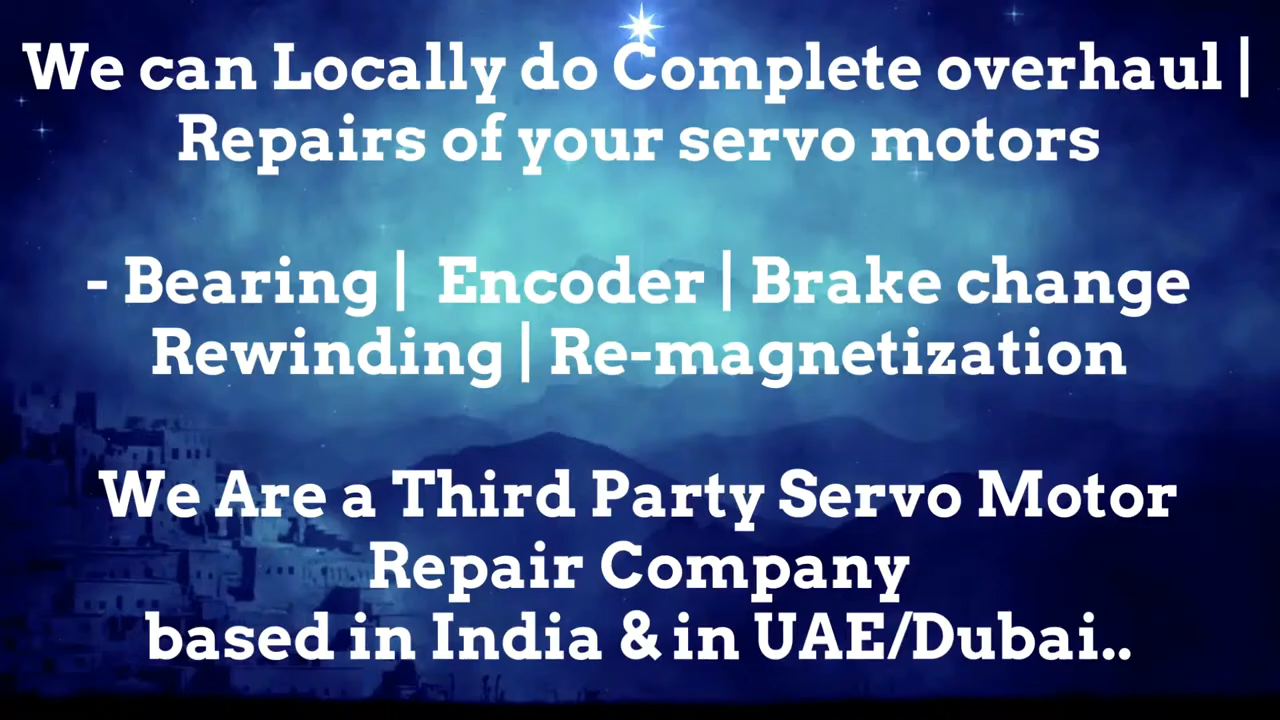 We can Locally do Complete overhaul |
Repairs of your servo motors
- Bearing | Encoder | Brake change
Rewinding | Re-magnetization
We Are a Third Party Servo Motor
Repair Company
based in India & in UAE/Dubai..